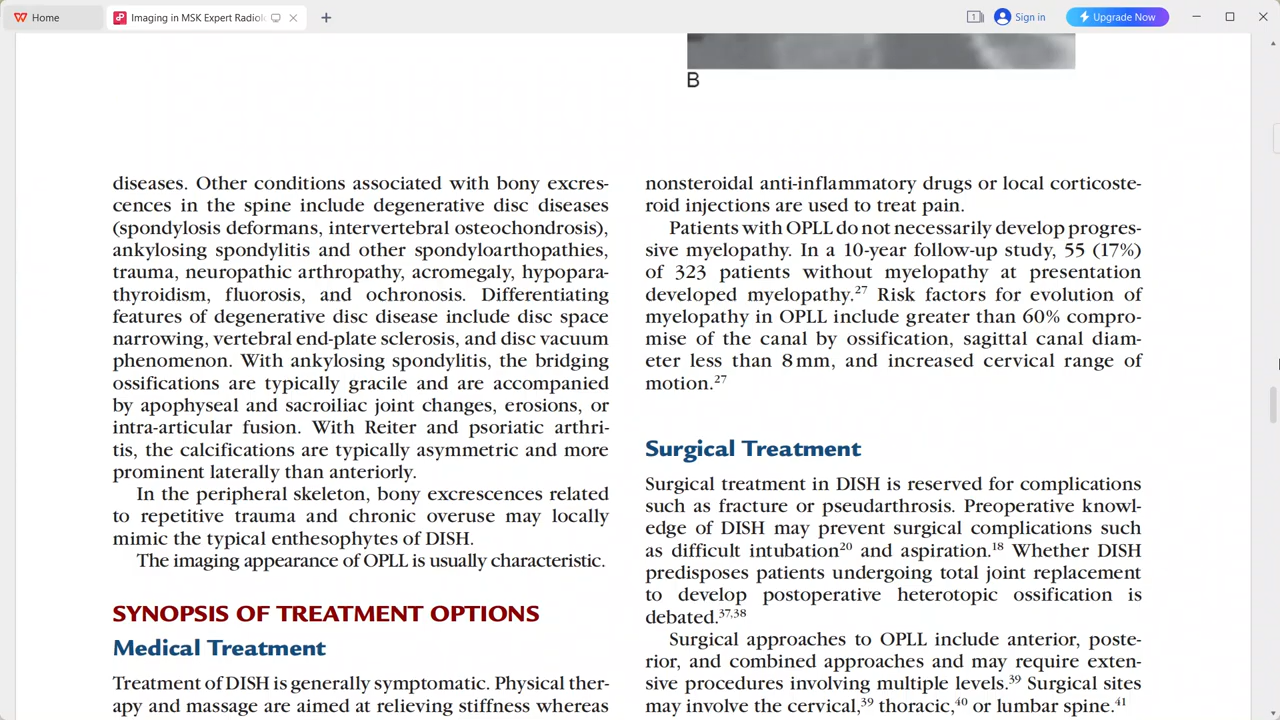 Home
Imaging in MSK Expert Radiol
Sign in
Upgrade Now
B
diseases. Other conditions associated with bony excres-
cences in the spine include degenerative disc diseases
(spondylosis deformans, intervertebral osteochondrosis),
ankylosing spondylitis and other spondyloarthopathies,
trauma, neuropathic arthropathy, acromegaly, hypopara-
thyroidism, fluorosis, and ochronosis. Differentiating
features of degenerative disc disease include disc space
narrowing, vertebral end-plate sclerosis, and disc vacuum
phenomenon. With ankylosing spondylitis, the bridging
ossifications are typically gracile and are accompanied
by apophyseal and sacroiliac joint changes, erosions, or
intra-articular fusion. With Reiter and psoriatic arthri-
tis, the calcifications are typically asymmetric and more
prominent laterally than anteriorly.
In the peripheral skeleton, bony excrescences related
to repetitive trauma and chronic overuse may locally
mimic the typical enthesophytes of DISH.
The imaging appearance of OPLL is usually characteristic.
SYNOPSIS OF TREATMENT OPTIONS
Medical Treatment
Treatment of DISH is generally symptomatic. Physical ther-
apy and massage are aimed at relieving stiffness whereas
nonsteroidal anti-inflammatory drugs or local corticoste-
roid injections are used to treat pain.
Patients with OPLL do not necessarily develop progres-
sive myelopathy. In a 10-year follow-up study, 55 (17%)
of 323 patients without myelopathy at presentation
developed myelopathy.27 Risk factors for evolution of
myelopathy in OPLL include greater than 60% compro-
mise of the canal by ossification, sagittal canal diam-
eter less than 8 mm, and increased cervical range of
motion.27
Surgical Treatment
Surgical treatment in DISH is reserved for complications
such as fracture or pseudarthrosis. Preoperative knowl-
edge of DISH may prevent surgical complications such
as difficult intubation20 and aspiration.18 Whether DISH
predisposes patients undergoing total joint replacement
to develop postoperative heterotopic ossification is
debated.37,38
Surgical approaches to OPLL include anterior, poste-
rior, and combined approaches and may require exten-
sive procedures involving multiple levels.39 Surgical sites
may involve the cervical,39 thoracic,40 or lumbar spine.41